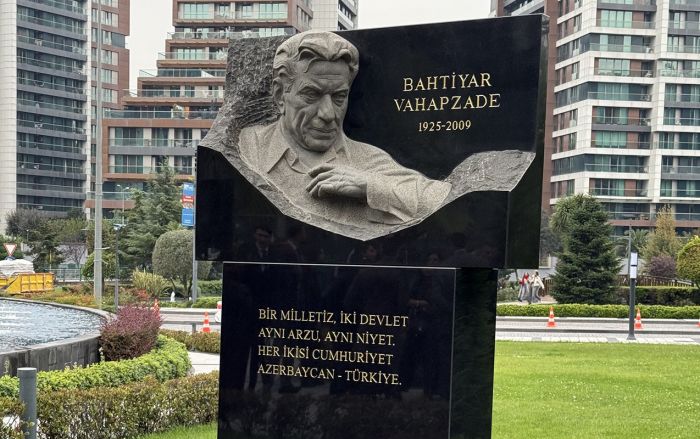 BAHTİYAR
VAHAPZADE
1925-2009
BİR MİLLETİZ, İKİ DEVLET
AYNI ARZU, AYNI NİYET.
HER İKİSİ CUMHURİYET
AZERBAYCAN - TÜRKİYE.